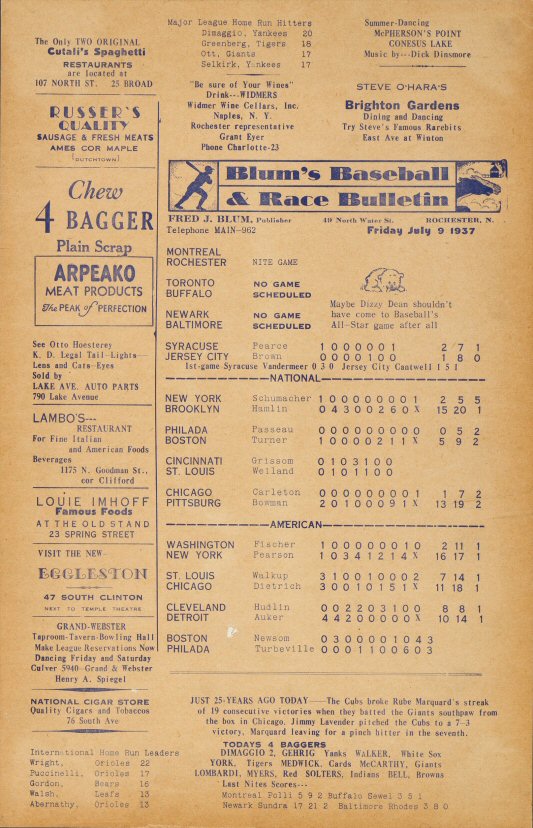 The Only TWO ORIGINAL
Cutali's Spaghetti
RESTAURANTS
are located at
107 NORTH ST. 25 BROAD
Major League Home Run Hitters
Dimaggio, Yankees 20
Greenberg, Tigers 18
Ott, Giants 17
Selkirk, Yankees 17
Summer-Dancing
McPHERSON'S POINT
CONESUS LAKE
Music by---Dick Dinsmore
"Be sure of Your Wines"
Drink---WIDMERS
Widmer Wine Cellars, Inc.
Naples, N. Y.
Rochester representative
Grant Eyer
Phone Charlotte-23
STEVE O'HARA'S
Brighton Gardens
Dining and Dancing
Try Steve's Famous Rarebits
East Ave at Winton
RUSSER'S
QUALITY
SAUSAGE & FRESH MEATS
AMES COR MAPLE
(DUTCHTOWN)
Chew
4 BAGGER
Plain Scrap
ARPEAKO
MEAT PRODUCTS
The PEAK of PERFECTION
See Otto Hoesterey
K. D. Legal Tail-Lights
Lens and Cats-Eyes
Sold by
LAKE AVE. AUTO PARTS
790 Lake Avenue
LAMBO'S---
RESTAURANT
For Fine Italian
and American Foods
Beverages
1175 N. Goodman St.,
cor Clifford
LOUIE IMHOFF
Famous Foods
AT THE OLD STAND
23 SPRING STREET
VISIT THE NEW
EGGLESTON
47 SOUTH CLINTON
NEXT TO TEMPLE THEATRE
GRAND-WEBSTER
Taproom-Tavern-Bowling Hall
Make League Reservations Now
Dancing Friday and Saturday
Culver 5940-Grand & Webster
Henry A. Spiegel
NATIONAL CIGAR STORE
Quality Cigars and Tobaccos
76 South Ave
International Home Run Leaders
Wright, Orioles 22
Puccinelli, Orioles 17
Gordon, Bears 16
Walsh, Leafs 13
Abernathy, Orioles 13
Blum's Baseball
& Race Bulletin
FRED J. BLUM, Publisher 49 North Water St. ROCHESTER, N.
Telephone MAIN-962 Friday July 9 1937
MONTREAL
ROCHESTER NITE GAME
TORONTO NO GAME
BUFFALO SCHEDULED
NEWARK NO GAME
BALTIMORE SCHEDULED
Maybe Dizzy Dean shouldn't
have come to Baseball's
All-Star game after all
SYRACUSE Pearce 1 0 0 0 0 0 1 2 7 1
JERSEY CITY Brown 0 0 0 0 1 0 0 1 8 0
1st-game Syracuse Vandermeer 0 3 0 Jersey City Cantwell 1 5 1
NATIONAL
NEW YORK Schumacher 1 0 0 0 0 0 0 0 1 2 5 5
BROOKLYN Hamlin 0 4 3 0 0 2 6 0 X 15 20 1
PHILADA Passeau 0 0 0 0 0 0 0 0 0 0 5 2
BOSTON Turner 1 0 0 0 0 2 1 1 X 5 9 2
CINCINNATI Grissom 0 1 0 3 1 0 0
ST. LOUIS Weiland 0 1 0 1 1 0 0
CHICAGO Carleton 0 0 0 0 0 0 0 0 1 1 7 2
PITTSBURG Bowman 2 0 1 0 0 0 9 1 X 13 19 2
AMERICAN
WASHINGTON Fischer 1 0 0 0 0 0 0 1 0 2 11 1
NEW YORK Pearson 1 0 3 4 1 2 1 4 X 16 17 1
ST. LOUIS Walkup 3 1 0 0 1 0 0 0 2 7 14 1
CHICAGO Dietrich 3 0 0 1 0 1 5 1 X 11 18 1
CLEVELAND Hudlin 0 0 2 2 0 3 1 0 0 8 8 1
DETROIT Auker 4 4 2 0 0 0 0 0 X 10 14 1
BOSTON Newsom 0 3 0 0 0 0 1 0 4 3
PHILADA Turbeville 0 0 0 1 1 0 0 6 0 3
JUST 25-YEARS AGO TODAY---The Cubs broke Rube Marquard's streak
of 19 consecutive victories when they batted the Giants southpaw from
the box in Chicago. Jimmy Lavender pitched the Cubs to a 7-3
victory, Marquard leaving for a pinch hitter in the seventh.
TODAYS 4 BAGGERS
DIMAGGIO 2, GEHRIG Yanks WALKER, White Sox
YORK, Tigers MEDWICK, Cards McCARTHY, Giants
LOMBARDI, MYERS, Red SOLTERS, Indians BELL, Browns
Last Nites Scores---
Montreal Polli 5 9 2 Buffalo Sewel 3 5 1
Newark Sundra 17 21 2 Baltimore Rhodes 3 8 0